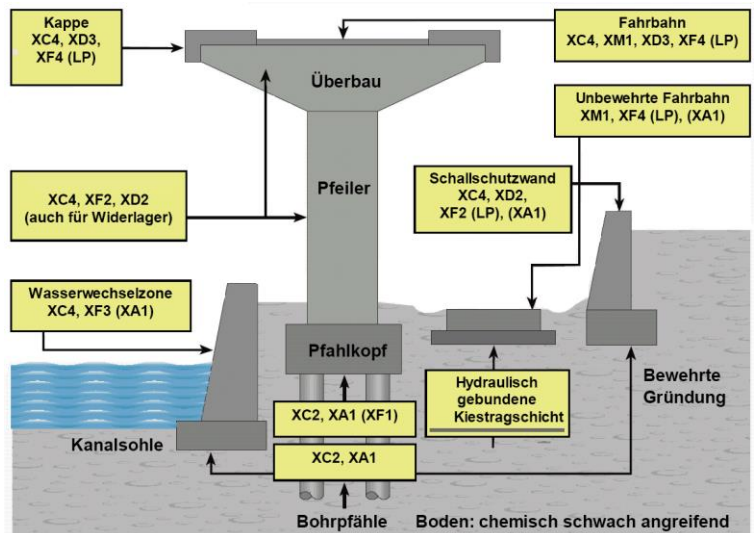 Kappe
XC4, XD3,
XF4 (LP)
Fahrbahn
XC4, XM1, XD3, XF4 (LP)
Überbau
Unbewehrte Fahrbahn
XM1, XF4 (LP), (XA1)
Pfeiler
Schallschutzwand
XC4, XD2,
XF2 (LP), (XA1)
XC4, XF2, XD2
(auch für Widerlager)
Wasserwechselzone
XC4, XF3 (XA1)
Pfahlkopf
Hydraulisch
gebundene
Kiestragschicht
Bewehrte
Gründung
XC2, XA1 (XF1)
Kanalsohle
XC2, XA1
Bohrpfähle
Boden: chemisch schwach angreifend